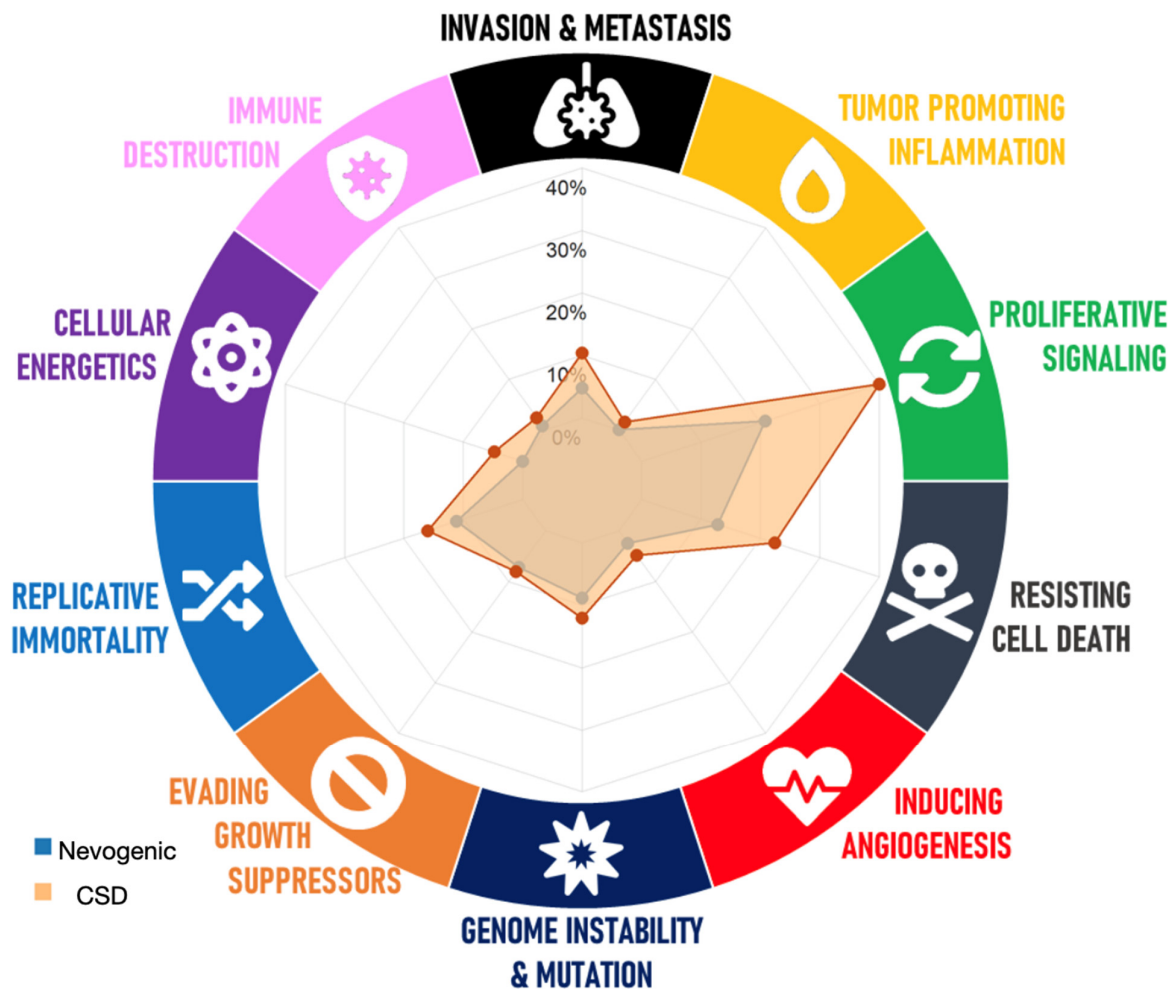 INVASION & METASTASIS
IMMUNE
DESTRUCTION
TUMOR PROMOTING
INFLAMMATION
40%
30%
20%
10%
0%
CELLULAR
ENERGETICS
PROLIFERATIVE
SIGNALING
REPLICATIVE
IMMORTALITY
RESISTING
CELL DEATH
EVADING
GROWTH
SUPPRESSORS
INDUCING
ANGIOGENESIS
Nevogenic
CSD
GENOME INSTABILITY
& MUTATION